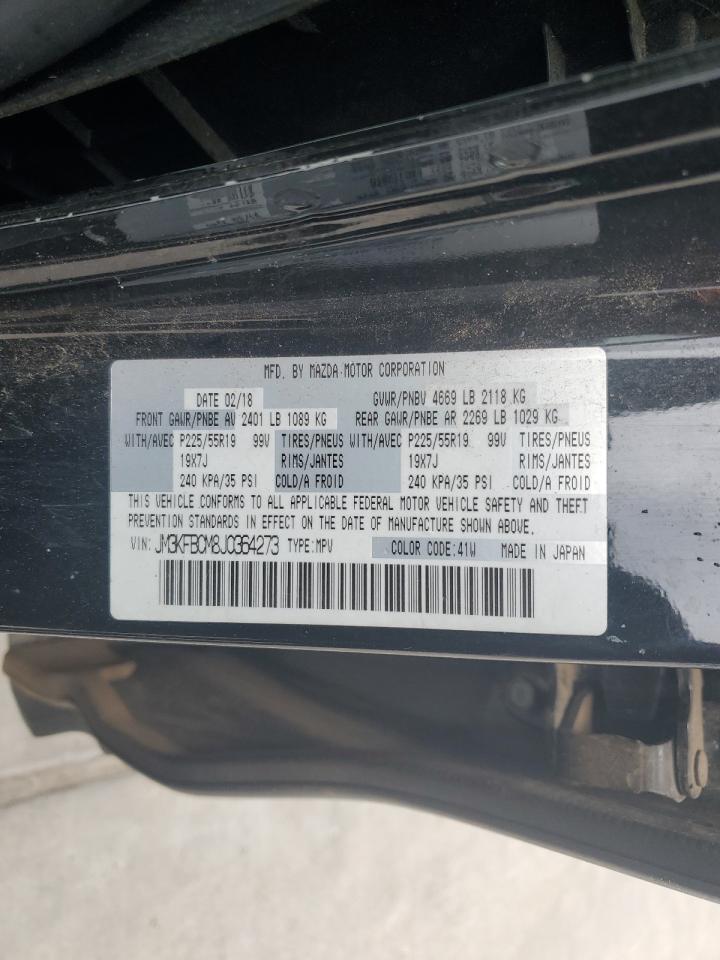 MFD. BY MAZDA MOTOR CORPORATION
DATE 02/18 GVWR/PNBV 4669 LB 2118 KG
FRONT GAWR/PNBE AV 2401 LB 1089 KG REAR GAWR/PNBE AR 2269 LB 1029 KG
WITH/AVEC P225/55R19 99V TIRES/PNEUS WITH/AVEC P225/55R19 99V TIRES/PNEUS
19X7J RIMS/JANTES 19X7J RIMS/JANTES
240 KPA/35 PSI COLD/A FROID 240 KPA/35 PSI COLD/A FROID
THIS VEHICLE CONFORMS TO ALL APPLICABLE FEDERAL MOTOR VEHICLE SAFETY AND THEFT
PREVENTION STANDARDS IN EFFECT ON THE DATE OF MANUFACTURE SHOWN ABOVE.
VIN: JM3KFBCM8J0364273 TYPE:MPV COLOR CODE:41W MADE IN JAPAN